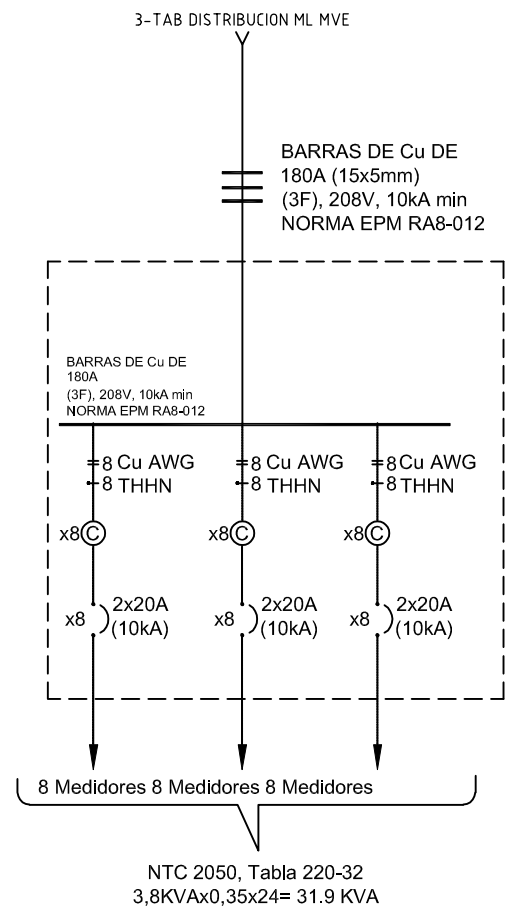 3-TAB DISTRIBUCION ML MVE
BARRAS DE Cu DE
180A (15x5mm)
(3F), 208V, 10kA min
NORMA EPM RA8-012
BARRAS DE Cu DE
180A
(3F), 208V, 10kA min
NORMA EPM RA8-012
8 Cu AWG
8 THHN
8 Cu AWG
8 THHN
8 Cu AWG
8 THHN
x8 C
x8 C
x8 C
x8 2x20A
(10kA)
x8 2x20A
(10kA)
x8 2x20A
(10kA)
8 Medidores 8 Medidores 8 Medidores
NTC 2050, Tabla 220-32
3,8KVAx0,35x24= 31.9 KVA